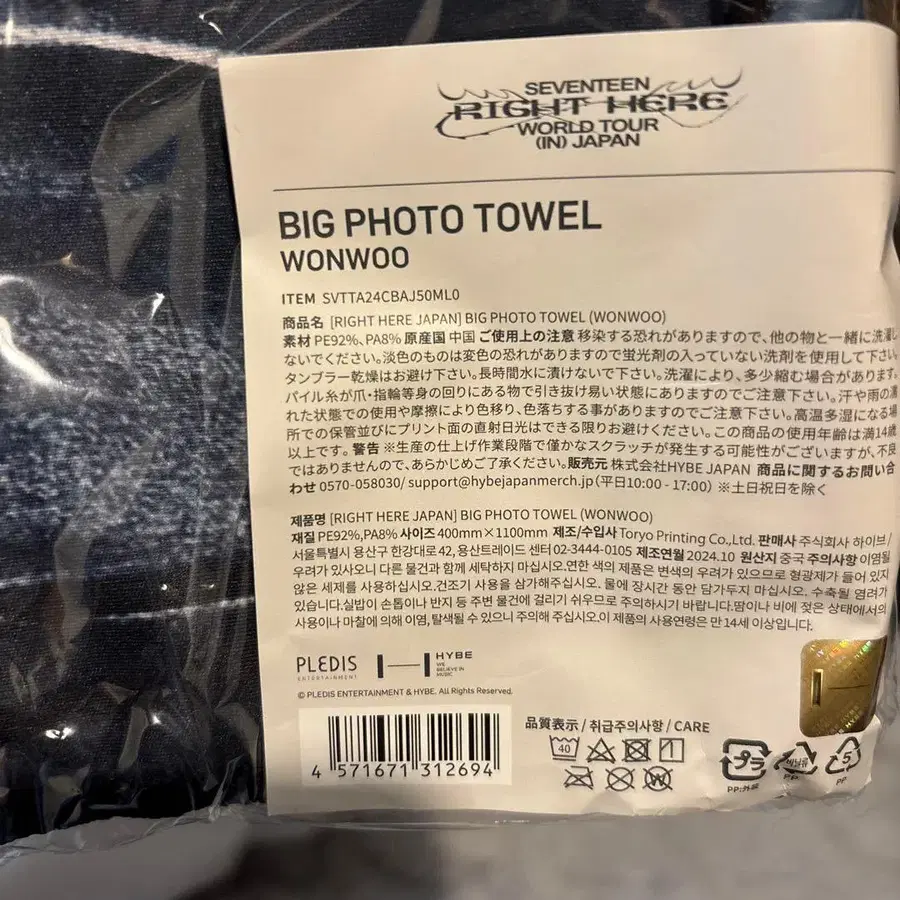 SEVENTEEN
RIGHT HERE
WORLD TOUR
(IN) JAPAN
BIG PHOTO TOWEL
WONWOO
ITEM SVTTA24CBAJ50ML0
商品名 [RIGHT HERE JAPAN] BIG PHOTO TOWEL (WONWOO)
素材 PE92%, PA8% 原産国 中国 ご使用上の注意 移染する恐れがありますので、他の物と一緒に洗濯し
ないでください。淡色のものは変色の恐れがありますので蛍光剤の入っていない洗剤を使用して下さい。
タンブラー乾燥はお避け下さい。長時間水に漬けないで下さい。洗濯により、多少縮む場合があります。
パイル糸が爪・指輪等身の回りにある物で引き抜け易い状態にありますのでご注意下さい。汗や雨の濡
れた状態での使用や摩擦により色移り、色落ちする事がありますのでご注意下さい。高温多湿になる場
所での保管並びにプリント面の直射日光はできる限りお避けください。この商品の使用年齢は満14歳
以上です。警告 ※生産の仕上げ作業段階で僅かなスクラッチが発生する可能性がございますが、不良
ではありませんので、あらかじめご了承ください。販売元 株式会社HYBE JAPAN 商品に関するお問い合
わせ 0570-058030/ support@hybejapanmerch.jp (平日10:00 - 17:00) ※土日祝日を除く
제품명 [RIGHT HERE JAPAN] BIG PHOTO TOWEL (WONWOO)
재질 PE92%,PA8% 사이즈 400mm×1100mm 제조/수입사 Toryo Printing Co.,Ltd. 판매사 주식회사 하이브/
서울특별시 용산구 한강대로 42, 용산트레이드 센터 02-3444-0105 제조연월 2024.10 원산지 중국 주의사항 이염될
우려가 있사오니 다른 물건과 함께 세탁하지 마십시오.연한 색의 제품은 변색의 우려가 있으므로 형광제가 들어 있지
않은 세제를 사용하십시오.건조기 사용을 삼가해주십시오. 물에 장시간 동안 담가두지 마십시오. 수축될 염려가
있습니다.실밥이 손톱이나 반지 등 주변 물건에 걸리기 쉬우므로 주의하시기 바랍니다.땀이나 비에 젖은 상태에서의
사용이나 마찰에 의해 이염, 탈색될 수 있으니 주의해 주십시오.이 제품의 사용연령은 만 14세 이상입니다.
PLEDIS
ENTERTAINMENT
HYBE
WE
BELIEVE IN
MUSIC
© PLEDIS ENTERTAINMENT & HYBE. All Rights Reserved.
4 571671 312694
品質表示 / 취급주의사항 / CARE
40
プラ
PP:外装
비닐류
PP
5
PP
HYBE